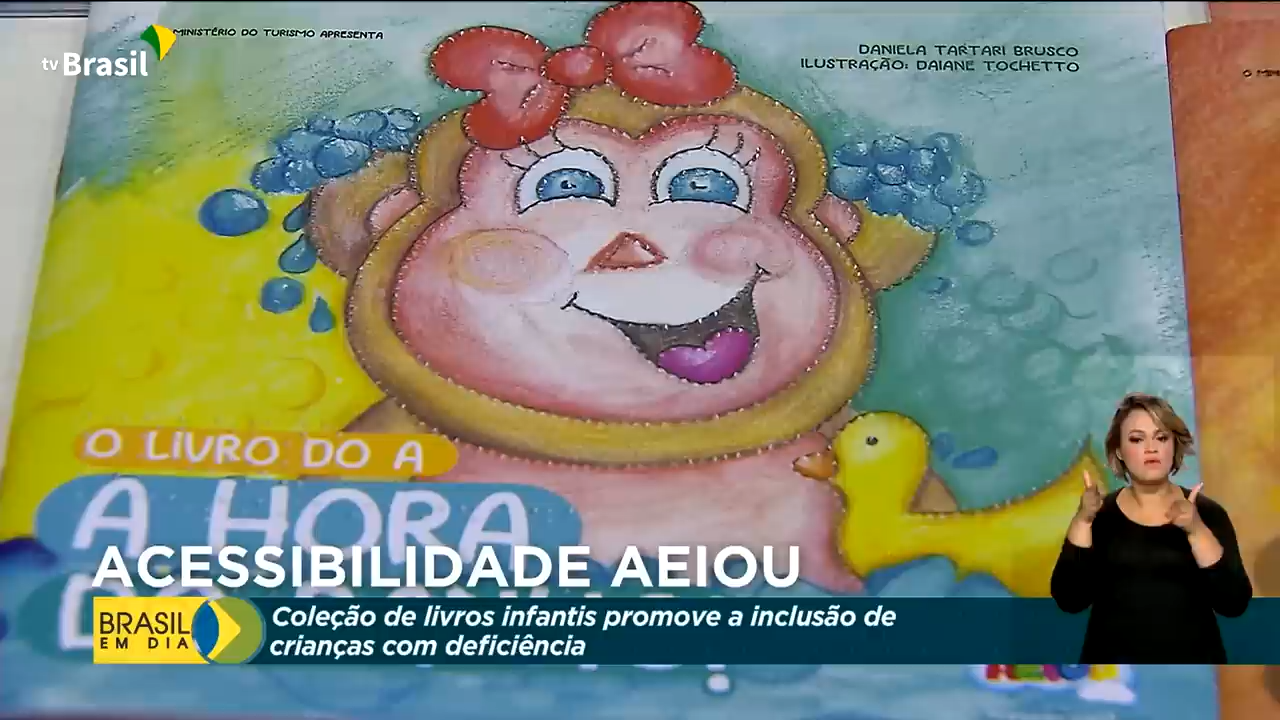 tv Brasil
MINISTÉRIO DO TURISMO APRESENTA
DANIELA TARTARI BRUSCO
ILUSTRAÇÃO: DAIANE TOCHETTO
O LIVRO DO A
A HORA
ACESSIBILIDADE AEIOU
BRASIL
EM DIA
Coleção de livros infantis promove a inclusão de
crianças com deficiência